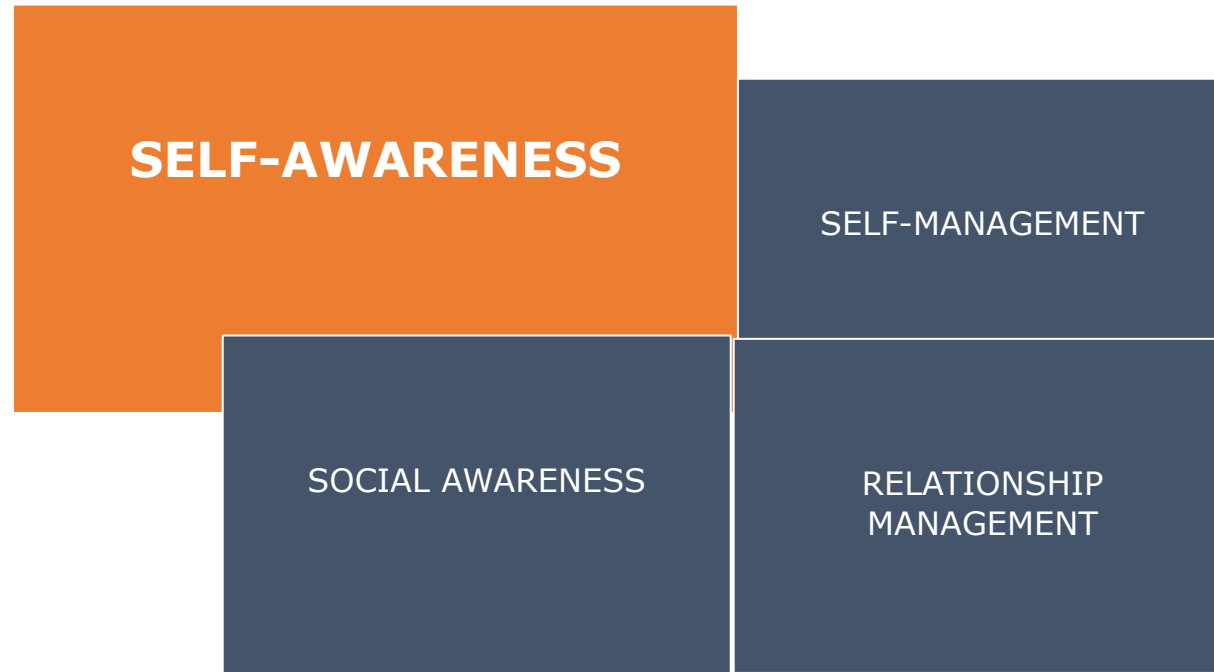 SELF-AWARENESS
SELF-MANAGEMENT
SOCIAL AWARENESS
RELATIONSHIP
MANAGEMENT